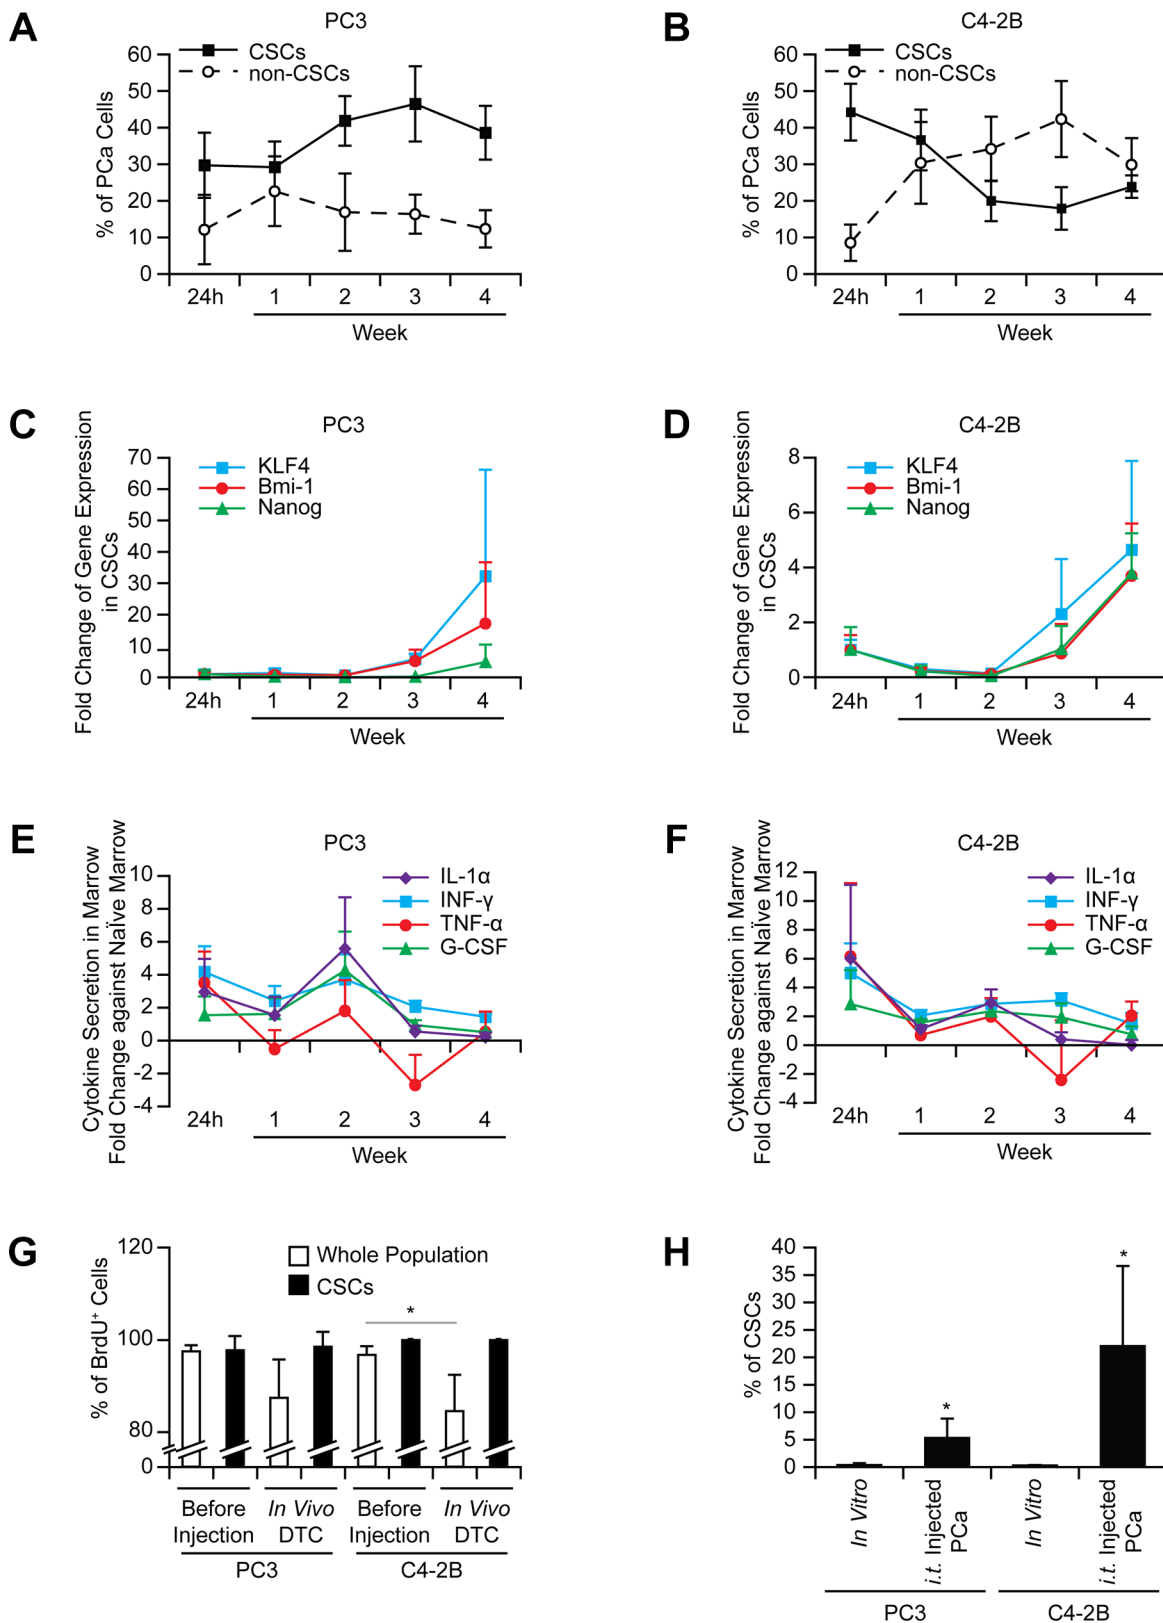 A
PC3
CSCs
non-CSCs
% of PCa Cells
60
50
40
30
20
10
0
24h 1 2 3 4
Week
B
C4-2B
CSCs
non-CSCs
% of PCa Cells
60
50
40
30
20
10
0
24h 1 2 3 4
Week
C
PC3
KLF4
Bmi-1
Nanog
Fold Change of Gene Expression
in CSCs
70
60
50
40
30
20
10
0
24h 1 2 3 4
Week
D
C4-2B
KLF4
Bmi-1
Nanog
Fold Change of Gene Expression
in CSCs
8
6
4
2
0
24h 1 2 3 4
Week
E
PC3
IL-1α
INF-γ
TNF-α
G-CSF
Cytokine Secretion in Marrow
Fold Change against Naïve Marrow
10
8
6
4
2
0
-2
-4
24h 1 2 3 4
Week
F
C4-2B
IL-1α
INF-γ
TNF-α
G-CSF
Cytokine Secretion in Marrow
Fold Change Against Naïve Marrow
12
10
8
6
4
2
0
-2
-4
24h 1 2 3 4
Week
G
Whole Population
CSCs
% of BrdU⁺ Cells
120
100
80
0
*
Before
Injection
In Vivo
DTC
Before
Injection
In Vivo
DTC
PC3
C4-2B
H
% of CSCs
40
35
30
25
20
15
10
5
0
*
*
In Vitro
i.t. Injected
PCa
In Vitro
i.t. Injected
PCa
PC3
C4-2B